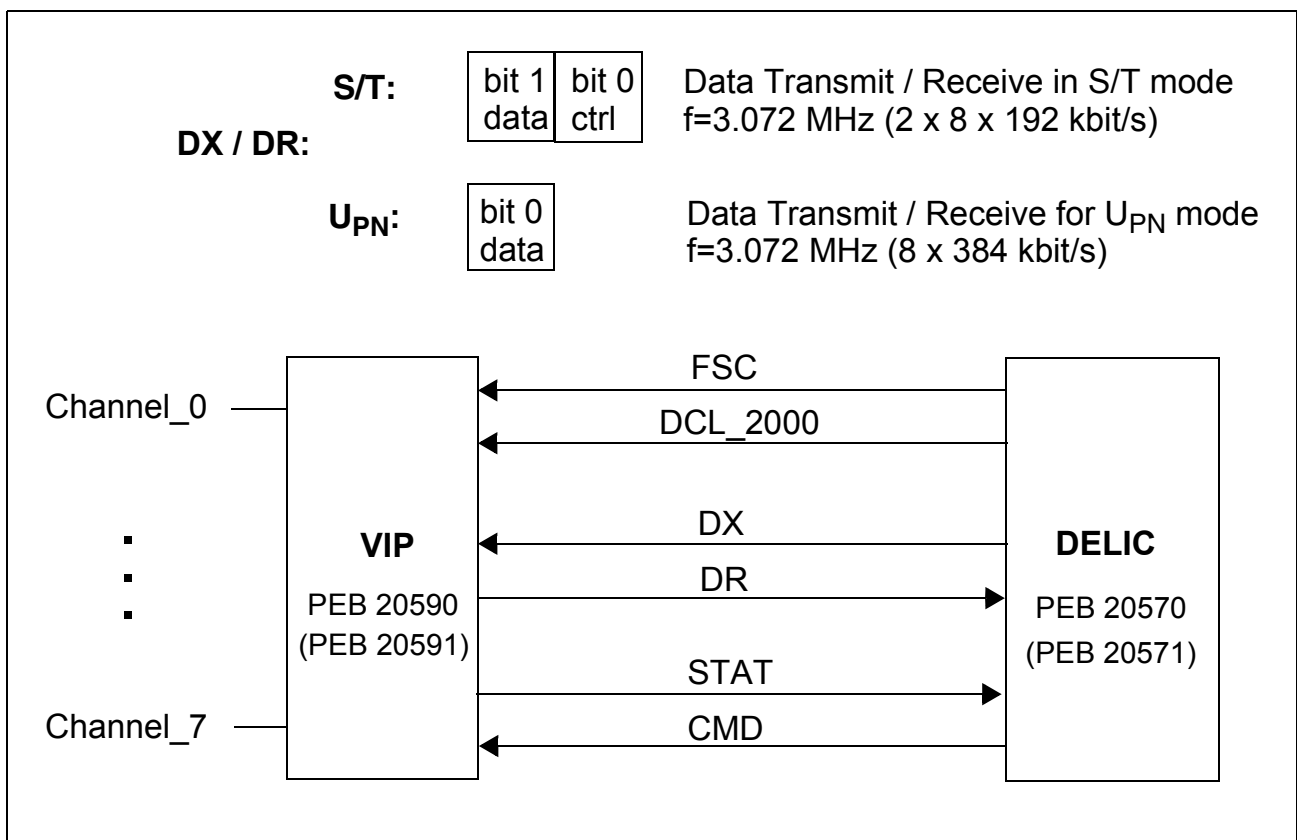 S/T:
bit 1
data
bit 0
ctrl
Data Transmit / Receive in S/T mode
f=3.072 MHz (2 x 8 x 192 kbit/s)
DX / DR:
UPN:
bit 0
data
Data Transmit / Receive for UPN mode
f=3.072 MHz (8 x 384 kbit/s)
FSC
Channel_0
DCL_2000
DX
VIP
DELIC
DR
PEB 20590
(PEB 20591)
PEB 20570
(PEB 20571)
STAT
Channel_7
CMD